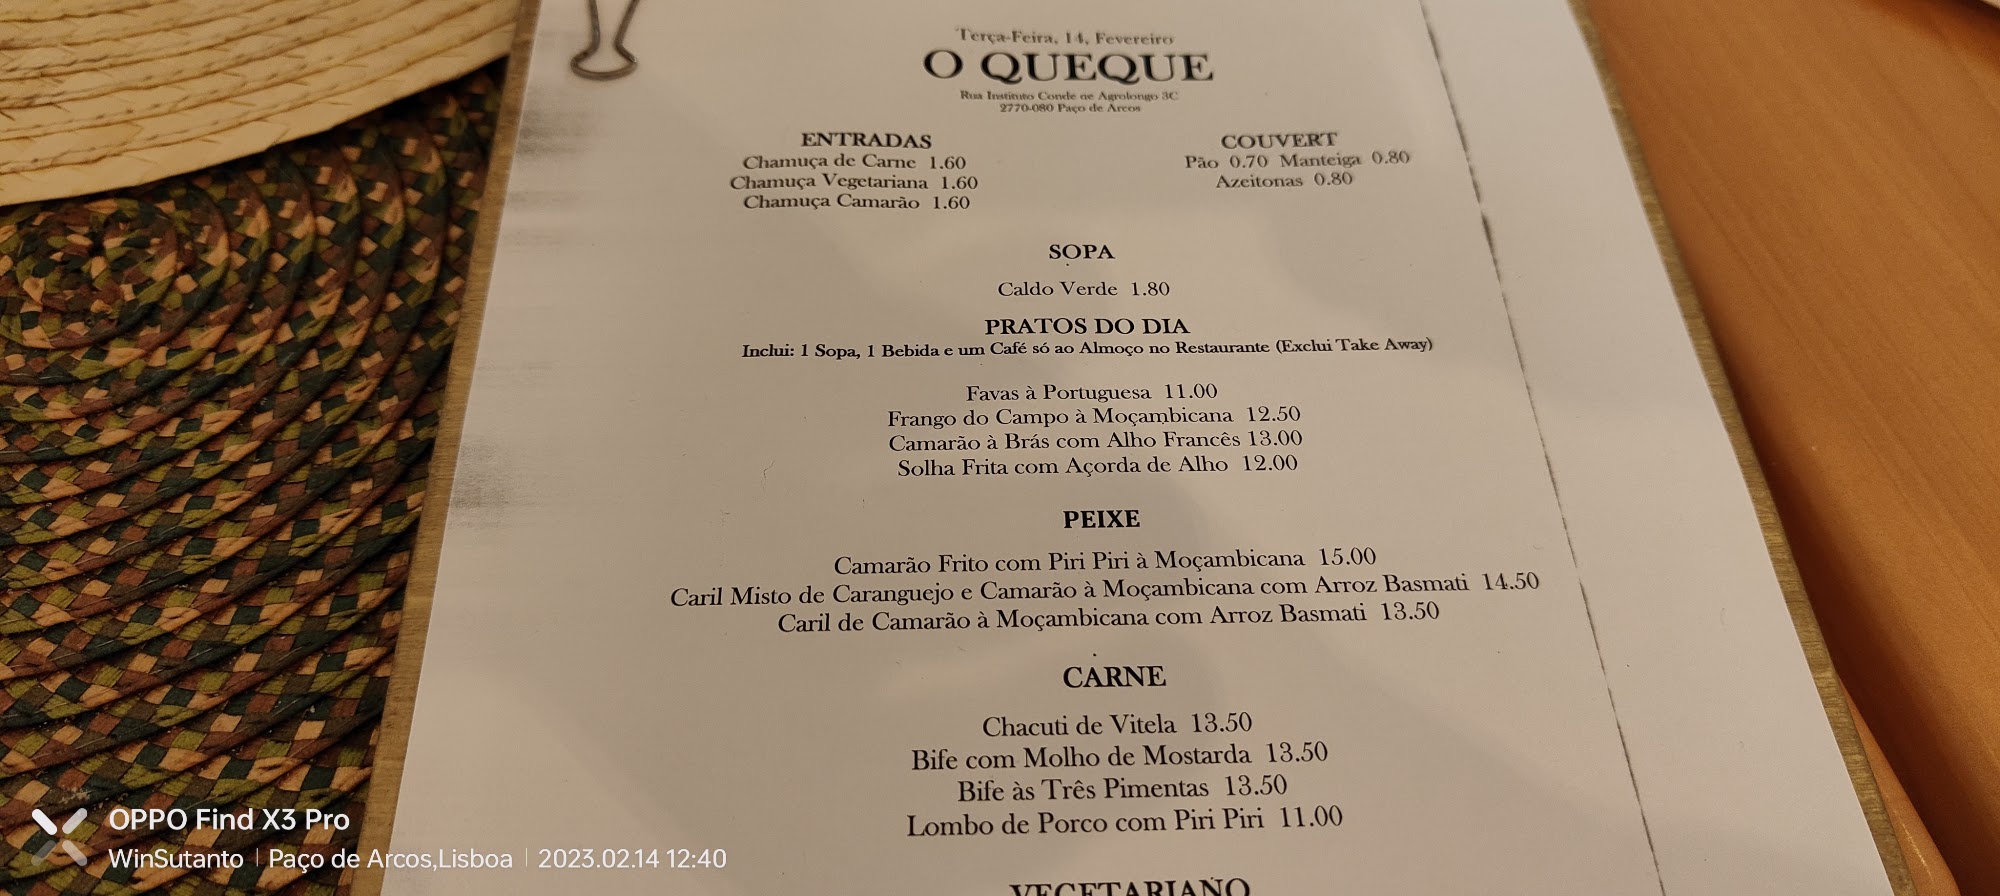 Terça-Feira, 14, Fevereiro
O QUEQUE
Rua Instituto Conde de Agrolongo 3C
2770-080 Paço de Arcos
ENTRADAS
Chamuça de Carne 1.60
Chamuça Vegetariana 1.60
Chamuça Camarão 1.60
COUVERT
Pão 0.70 Manteiga 0.80
Azeitonas 0.80
SOPA
Caldo Verde 1.80
PRATOS DO DIA
Inclui: 1 Sopa, 1 Bebida e um Café só ao Almoço no Restaurante (Exclui Take Away)
Favas à Portuguesa 11.00
Frango do Campo à Moçambicana 12.50
Camarão à Brás com Alho Francês 13.00
Solha Frita com Açorda de Alho 12.00
PEIXE
Camarão Frito com Piri Piri à Moçambicana 15.00
Caril Misto de Caranguejo e Camarão à Moçambicana com Arroz Basmati 14.50
Caril de Camarão à Moçambicana com Arroz Basmati 13.50
CARNE
Chacuti de Vitela 13.50
Bife com Molho de Mostarda 13.50
Bife às Três Pimentas 13.50
Lombo de Porco com Piri Piri 11.00
VEGETARIANO
OPPO Find X3 Pro
WinSutanto | Paço de Arcos,Lisboa | 2023.02.14 12:40